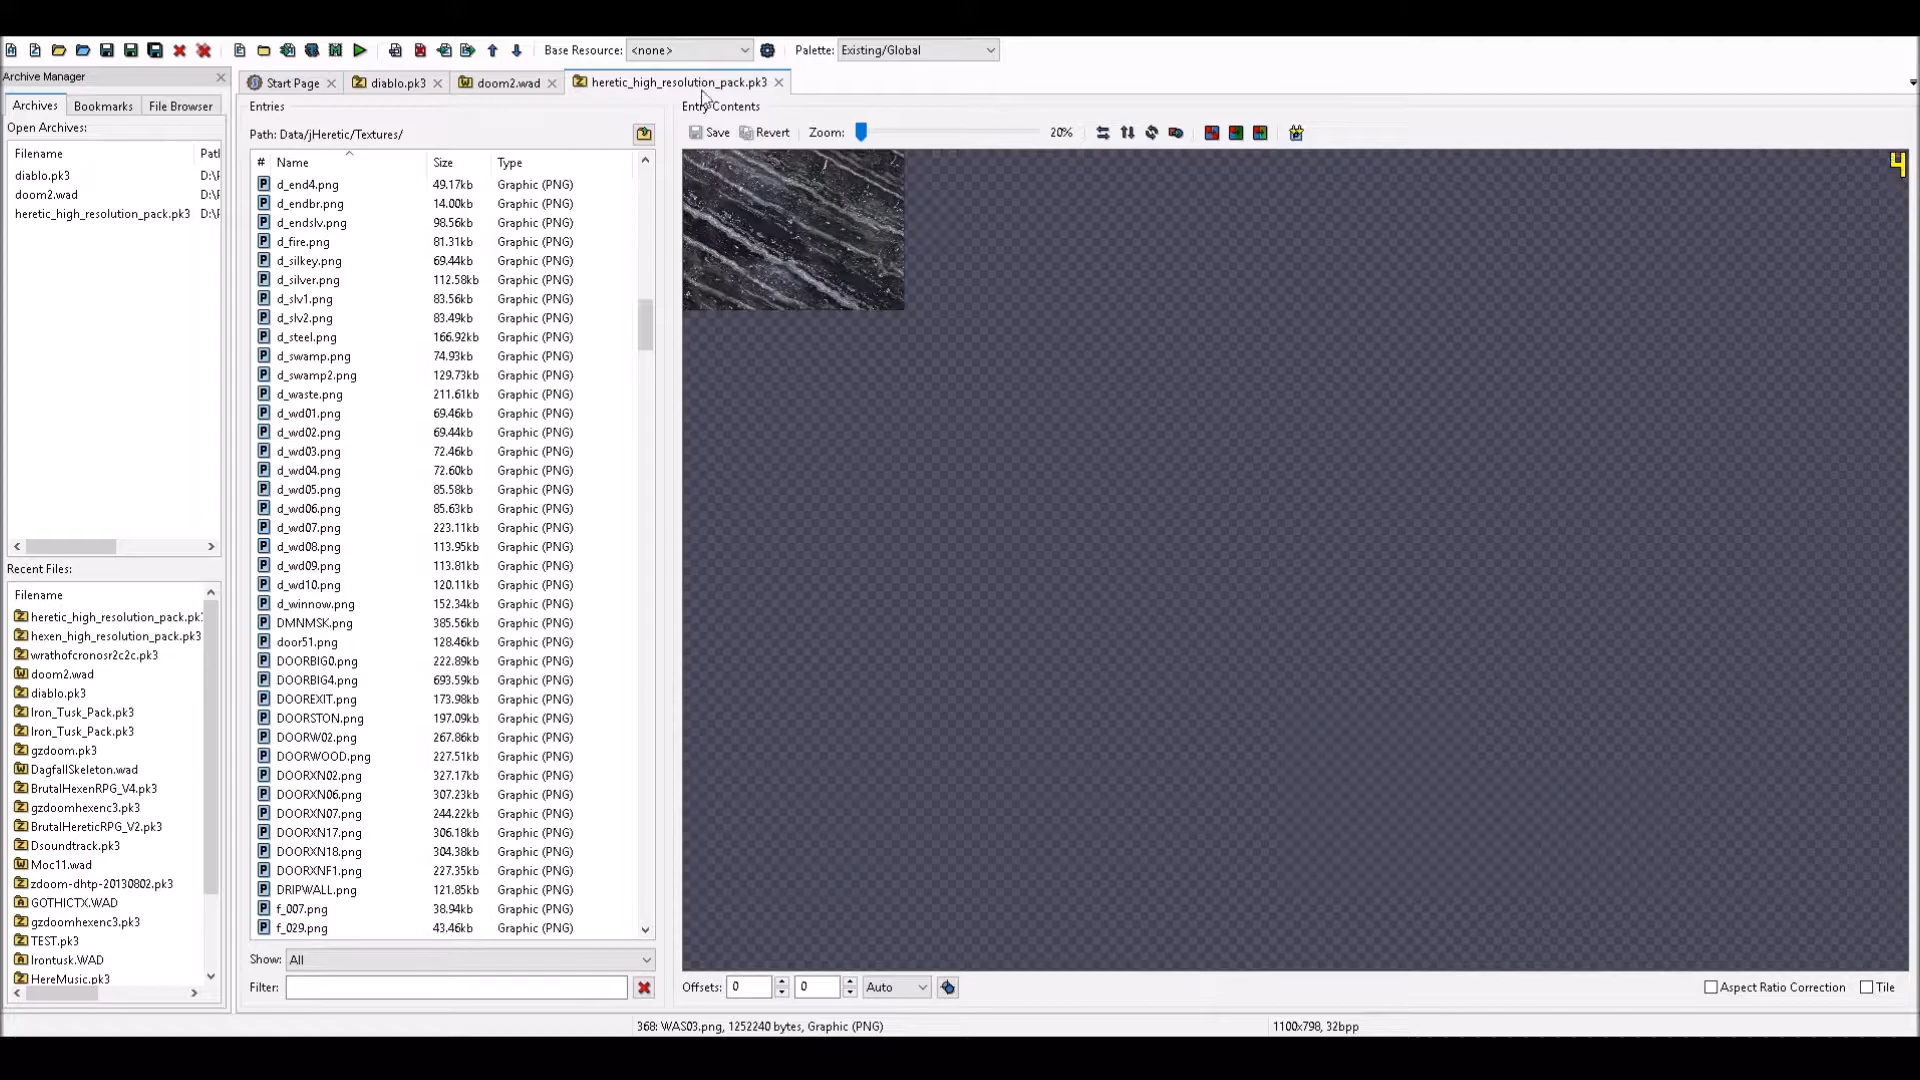 Base Resource: <none> Palette: Existing/Global
Archive Manager
Start Page diablo.pk3 doom2.wad heretic_high_resolution_pack.pk3
Archives Bookmarks File Browser
Entries
Entry Contents
Open Archives:
Path: Data/jHeretic/Textures/
Save Revert Zoom: 20%
Filename Path
diablo.pk3 D:\F
doom2.wad D:\F
heretic_high_resolution_pack.pk3 D:\F
4
# Name Size Type
d_end4.png 49.17kb Graphic (PNG)
d_endbr.png 14.00kb Graphic (PNG)
d_endslv.png 98.56kb Graphic (PNG)
d_fire.png 81.31kb Graphic (PNG)
d_silkey.png 69.44kb Graphic (PNG)
d_silver.png 112.58kb Graphic (PNG)
d_slv1.png 83.56kb Graphic (PNG)
d_slv2.png 83.49kb Graphic (PNG)
d_steel.png 166.92kb Graphic (PNG)
d_swamp.png 74.93kb Graphic (PNG)
d_swamp2.png 129.73kb Graphic (PNG)
d_waste.png 211.61kb Graphic (PNG)
d_wd01.png 69.46kb Graphic (PNG)
d_wd02.png 69.44kb Graphic (PNG)
d_wd03.png 72.46kb Graphic (PNG)
d_wd04.png 72.60kb Graphic (PNG)
d_wd05.png 85.58kb Graphic (PNG)
d_wd06.png 85.63kb Graphic (PNG)
d_wd07.png 223.11kb Graphic (PNG)
d_wd08.png 113.95kb Graphic (PNG)
d_wd09.png 113.81kb Graphic (PNG)
d_wd10.png 120.11kb Graphic (PNG)
d_winnow.png 152.34kb Graphic (PNG)
DMNMSK.png 385.56kb Graphic (PNG)
door51.png 128.46kb Graphic (PNG)
DOORBIG0.png 222.89kb Graphic (PNG)
DOORBIG4.png 693.59kb Graphic (PNG)
DOOREXIT.png 173.98kb Graphic (PNG)
DOORSTON.png 197.09kb Graphic (PNG)
DOORW02.png 267.86kb Graphic (PNG)
DOORWOOD.png 227.51kb Graphic (PNG)
DOORXN02.png 327.17kb Graphic (PNG)
DOORXN06.png 307.23kb Graphic (PNG)
DOORXN07.png 244.22kb Graphic (PNG)
DOORXN17.png 306.18kb Graphic (PNG)
DOORXN18.png 304.38kb Graphic (PNG)
DOORXNF1.png 227.35kb Graphic (PNG)
DRIPWALL.png 121.85kb Graphic (PNG)
f_007.png 38.94kb Graphic (PNG)
f_029.png 43.46kb Graphic (PNG)
Recent Files:
Filename
heretic_high_resolution_pack.pk3
hexen_high_resolution_pack.pk3
wrathofcronosr2c2c.pk3
doom2.wad
diablo.pk3
Iron_Tusk_Pack.pk3
Iron_Tusk_Pack.pk3
gzdoom.pk3
DagfallSkeleton.wad
BrutalHexenRPG_V4.pk3
gzdoomhexenc3.pk3
BrutalHereticRPG_V2.pk3
Dsoundtrack.pk3
Moc11.wad
zdoom-dhtp-20130802.pk3
GOTHICTX.WAD
gzdoomhexenc3.pk3
TEST.pk3
Irontusk.WAD
HereMusic.pk3
Show: All
Filter:
Offsets: 0 0 Auto Aspect Ratio Correction Tile
368: WAS03.png, 1252240 bytes, Graphic (PNG) 1100x798, 32bpp